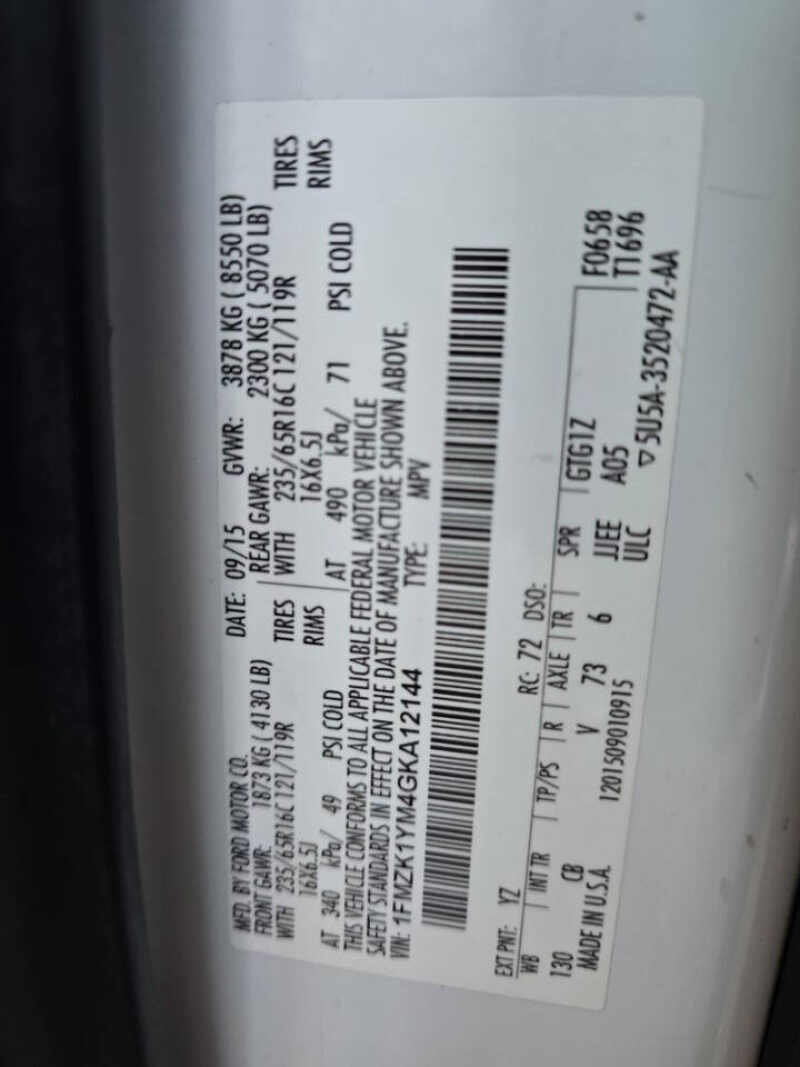 MFD. BY FORD MOTOR CO. DATE: 09/15 GVWR: 3878 KG ( 8550 LB)
FRONT GAWR: 1873 KG ( 4130 LB) REAR GAWR: 2300 KG ( 5070 LB)
WITH 235/65R16C 121/119R TIRES WITH 235/65R16C 121/119R TIRES
16X6.5J RIMS 16X6.5J RIMS
AT 340 kPa/ 49 PSI COLD AT 490 kPa/ 71 PSI COLD
THIS VEHICLE CONFORMS TO ALL APPLICABLE FEDERAL MOTOR VEHICLE
SAFETY STANDARDS IN EFFECT ON THE DATE OF MANUFACTURE SHOWN ABOVE.
VIN: 1FMZK1YM4GKA12144 TYPE: MPV
EXT PNT: YZ RC: 72 DSO:
WB INT TR TP/PS R AXLE TR SPR GTG1Z F0658
130 CB V 73 6 JJEE A05 T1696
MADE IN U.S.A. 1201509010915 ULC ▽5U5A-3520472-AA